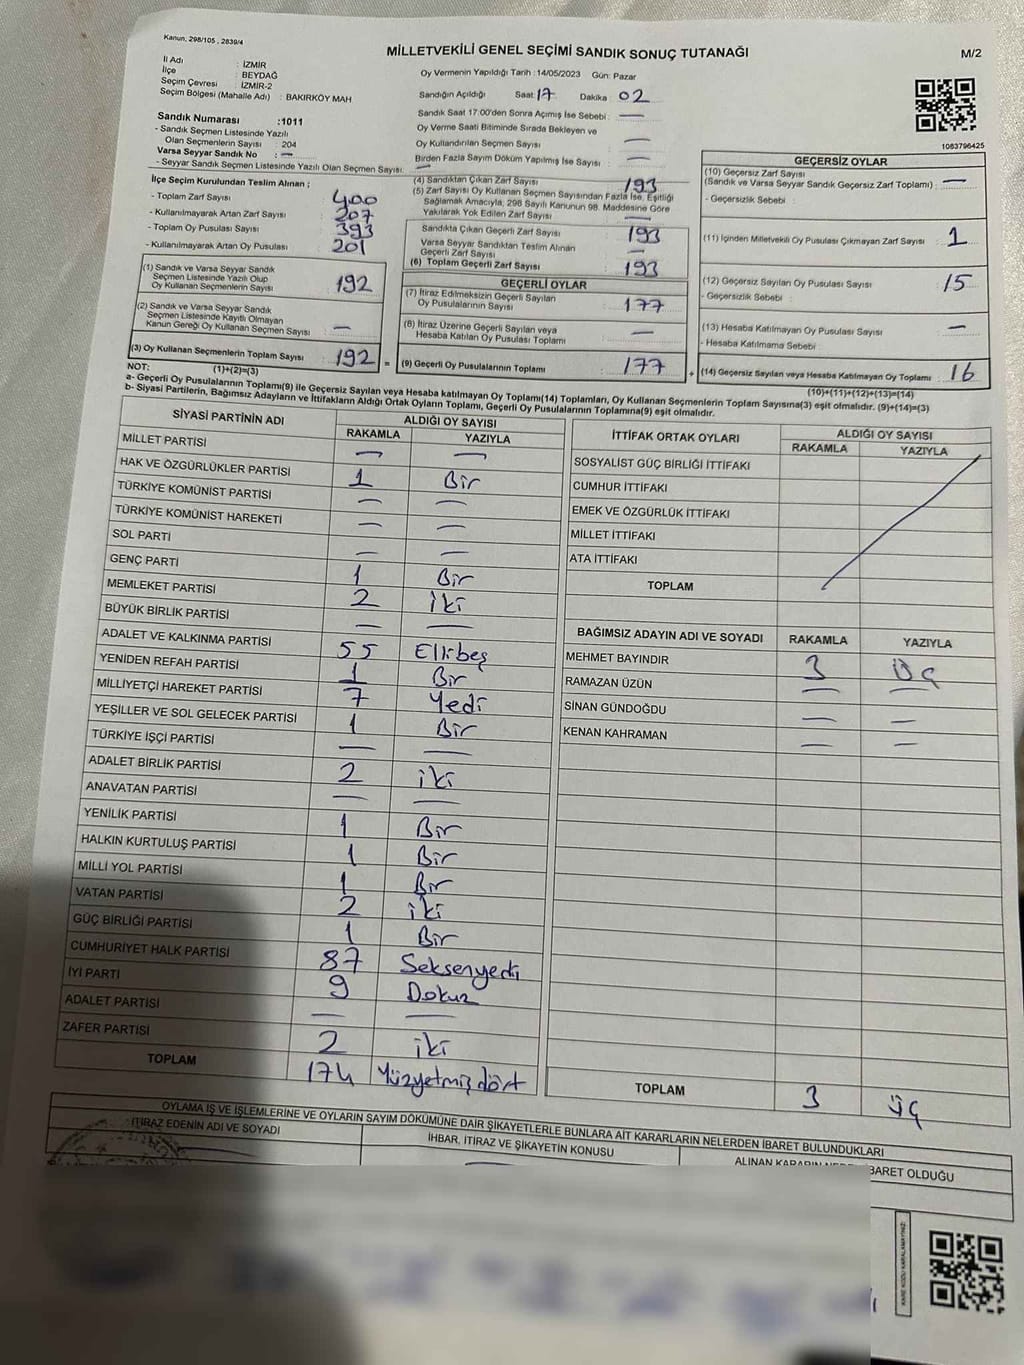 Kanun, 298/105 , 2839/4
MİLLETVEKİLİ GENEL SEÇİMİ SANDIK SONUÇ TUTANAĞI
M/2
İl Adı : İZMİR
İlçe : BEYDAĞ
Seçim Çevresi : İZMİR-2
Seçim Bölgesi (Mahalle Adı) : BAKIRKÖY MAH
Sandık Numarası :1011
- Sandık Seçmen Listesinde Yazılı
Olan Seçmenlerin Sayısı : 204
Varsa Seyyar Sandık No : —
- Seyyar Sandık Seçmen Listesinde Yazılı Olan Seçmen Sayısı: —
Oy Vermenin Yapıldığı Tarih :14/05/2023 Gün: Pazar
Sandığın Açıldığı Saat 17 Dakika 02
Sandık Saat 17:00'den Sonra Açımış İse Sebebi : —
Oy Verme Saati Bitiminde Sırada Bekleyen ve
Oy Kullandırılan Seçmen Sayısı : —
Birden Fazla Sayım Döküm Yapılmış İse Sayısı : —
1083796425
İlçe Seçim Kurulundan Teslim Alınan ;
- Toplam Zarf Sayısı : 400
- Kullanılmayarak Artan Zarf Sayısı : 207
- Toplam Oy Pusulası Sayısı : 393
- Kullanılmayarak Artan Oy Pusulası : 201
(1) Sandık ve Varsa Seyyar Sandık
Seçmen Listesinde Yazılı Olup
Oy Kullanan Seçmenlerin Sayısı : 192
(2) Sandık ve Varsa Seyyar Sandık
Seçmen Listesinde Kayıtlı Olmayan
Kanun Gereği Oy Kullanan Seçmen Sayısı : —
(3) Oy Kullanan Seçmenlerin Toplam Sayısı : 192 =
(4) Sandıktan Çıkan Zarf Sayısı : 193
(5) Zarf Sayısı Oy Kullanan Seçmen Sayısından Fazla İse, Eşitliği
Sağlamak Amacıyla, 298 Sayılı Kanunun 98. Maddesine Göre
Yakılarak Yok Edilen Zarf Sayısı : —
Sandıkta Çıkan Geçerli Zarf Sayısı : 193
Varsa Seyyar Sandıktan Teslim Alınan
Geçerli Zarf Sayısı : —
(6) Toplam Geçerli Zarf Sayısı : 193
GEÇERLİ OYLAR
(7) İtiraz Edilmeksizin Geçerli Sayılan
Oy Pusulalarının Sayısı : 177
(8) İtiraz Üzerine Geçerli Sayılan veya
Hesaba Katılan Oy Pusulası Toplamı : —
(9) Geçerli Oy Pusulalarının Toplamı : 177 +
GEÇERSİZ OYLAR
(10) Geçersiz Zarf Sayısı
(Sandık ve Varsa Seyyar Sandık Geçersiz Zarf Toplamı) : —
- Geçersizlik Sebebi :
(11) İçinden Milletvekili Oy Pusulası Çıkmayan Zarf Sayısı : 1
(12) Geçersiz Sayılan Oy Pusulası Sayısı : 15
- Geçersizlik Sebebi :
(13) Hesaba Katılmayan Oy Pusulası Sayısı : —
- Hesaba Katılmama Sebebi :
(14) Geçersiz Sayılan veya Hesaba Katılmayan Oy Toplamı : 16
NOT: (1)+(2)=(3)
(10)+(11)+(12)+(13)=(14)
a- Geçerli Oy Pusulalarının Toplamı(9) ile Geçersiz Sayılan veya Hesaba katılmayan Oy Toplamı(14) Toplamları, Oy Kullanan Seçmenlerin Toplam Sayısına(3) eşit olmalıdır. (9)+(14)=(3)
b- Siyasi Partilerin, Bağımsız Adayların ve İttifakların Aldığı Ortak Oyların Toplamı, Geçerli Oy Pusulalarının Toplamına(9) eşit olmalıdır.
SİYASİ PARTİNİN ADI ALDIĞI OY SAYISI
RAKAMLA YAZIYLA
MİLLET PARTİSİ — —
HAK VE ÖZGÜRLÜKLER PARTİSİ 1 Bir
TÜRKİYE KOMÜNİST PARTİSİ — —
TÜRKİYE KOMÜNİST HAREKETİ — —
SOL PARTİ — —
GENÇ PARTİ 1 Bir
MEMLEKET PARTİSİ 2 iki
BÜYÜK BİRLİK PARTİSİ — —
ADALET VE KALKINMA PARTİSİ 55 Ellibeş
YENİDEN REFAH PARTİSİ 1 Bir
MİLLİYETÇİ HAREKET PARTİSİ 7 Yedi
YEŞİLLER VE SOL GELECEK PARTİSİ 1 Bir
TÜRKİYE İŞÇİ PARTİSİ — —
ADALET BİRLİK PARTİSİ 2 iki
ANAVATAN PARTİSİ — —
YENİLİK PARTİSİ 1 Bir
HALKIN KURTULUŞ PARTİSİ 1 Bir
MİLLİ YOL PARTİSİ 1 Bir
VATAN PARTİSİ 2 iki
GÜÇ BİRLİĞİ PARTİSİ 1 Bir
CUMHURİYET HALK PARTİSİ 87 Seksenyedi
İYİ PARTİ 9 Dokuz
ADALET PARTİSİ — —
ZAFER PARTİSİ 2 iki
TOPLAM 174 Yüzyetmişdört
İTTİFAK ORTAK OYLARI ALDIĞI OY SAYISI
RAKAMLA YAZIYLA
SOSYALİST GÜÇ BİRLİĞİ İTTİFAKI
CUMHUR İTTİFAKI
EMEK VE ÖZGÜRLÜK İTTİFAKI
MİLLET İTTİFAKI
ATA İTTİFAKI
TOPLAM
BAĞIMSIZ ADAYIN ADI VE SOYADI RAKAMLA YAZIYLA
MEHMET BAYINDIR 3 Üç
RAMAZAN ÜZÜN — —
SİNAN GÜNDOĞDU — —
KENAN KAHRAMAN — —
TOPLAM 3 üç
OYLAMA İŞ VE İŞLEMLERİNE VE OYLARIN SAYIM DÖKÜMÜNE DAİR ŞİKAYETLERLE BUNLARA AİT KARARLARIN NELERDEN İBARET BULUNDUKLARI
İTİRAZ EDENİN ADI VE SOYADI
İHBAR, İTİRAZ VE ŞİKAYETİN KONUSU
ALINAN KARARIN NEDEN İBARET OLDUĞU
KARE KODU KARALAMAYINIZ.